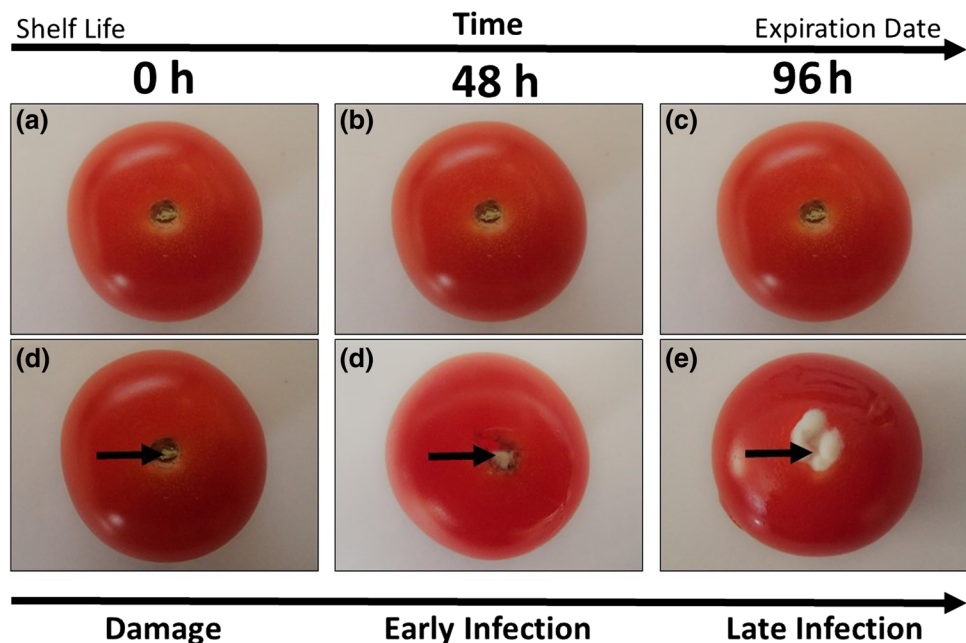 Shelf Life Time Expiration Date
0 h 48 h 96 h
(a) (b) (c)
(d) (d) (e)
Damage Early Infection Late Infection